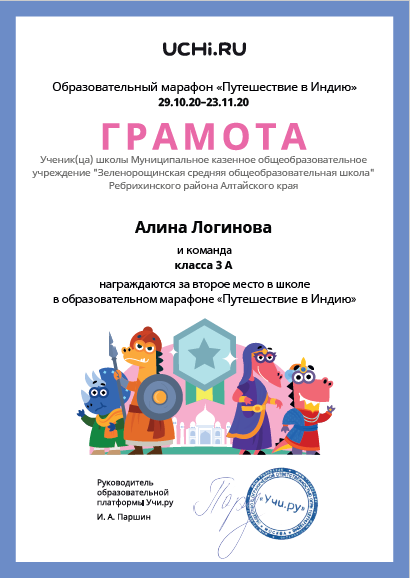 UCHi.RU
Образовательный марафон «Путешествие в Индию»
29.10.20–23.11.20
ГРАМОТА
Ученик(ца) школы Муниципальное казенное общеобразовательное
учреждение "Зеленорощинская средняя общеобразовательная школа"
Ребрихинского района Алтайского края
Алина Логинова
и команда
класса 3 А
награждаются за второе место в школе
в образовательном марафоне «Путешествие в Индию»
Руководитель
образовательной
платформы Учи.ру
И. А. Паршин
«Учи.ру»
МОСКВА